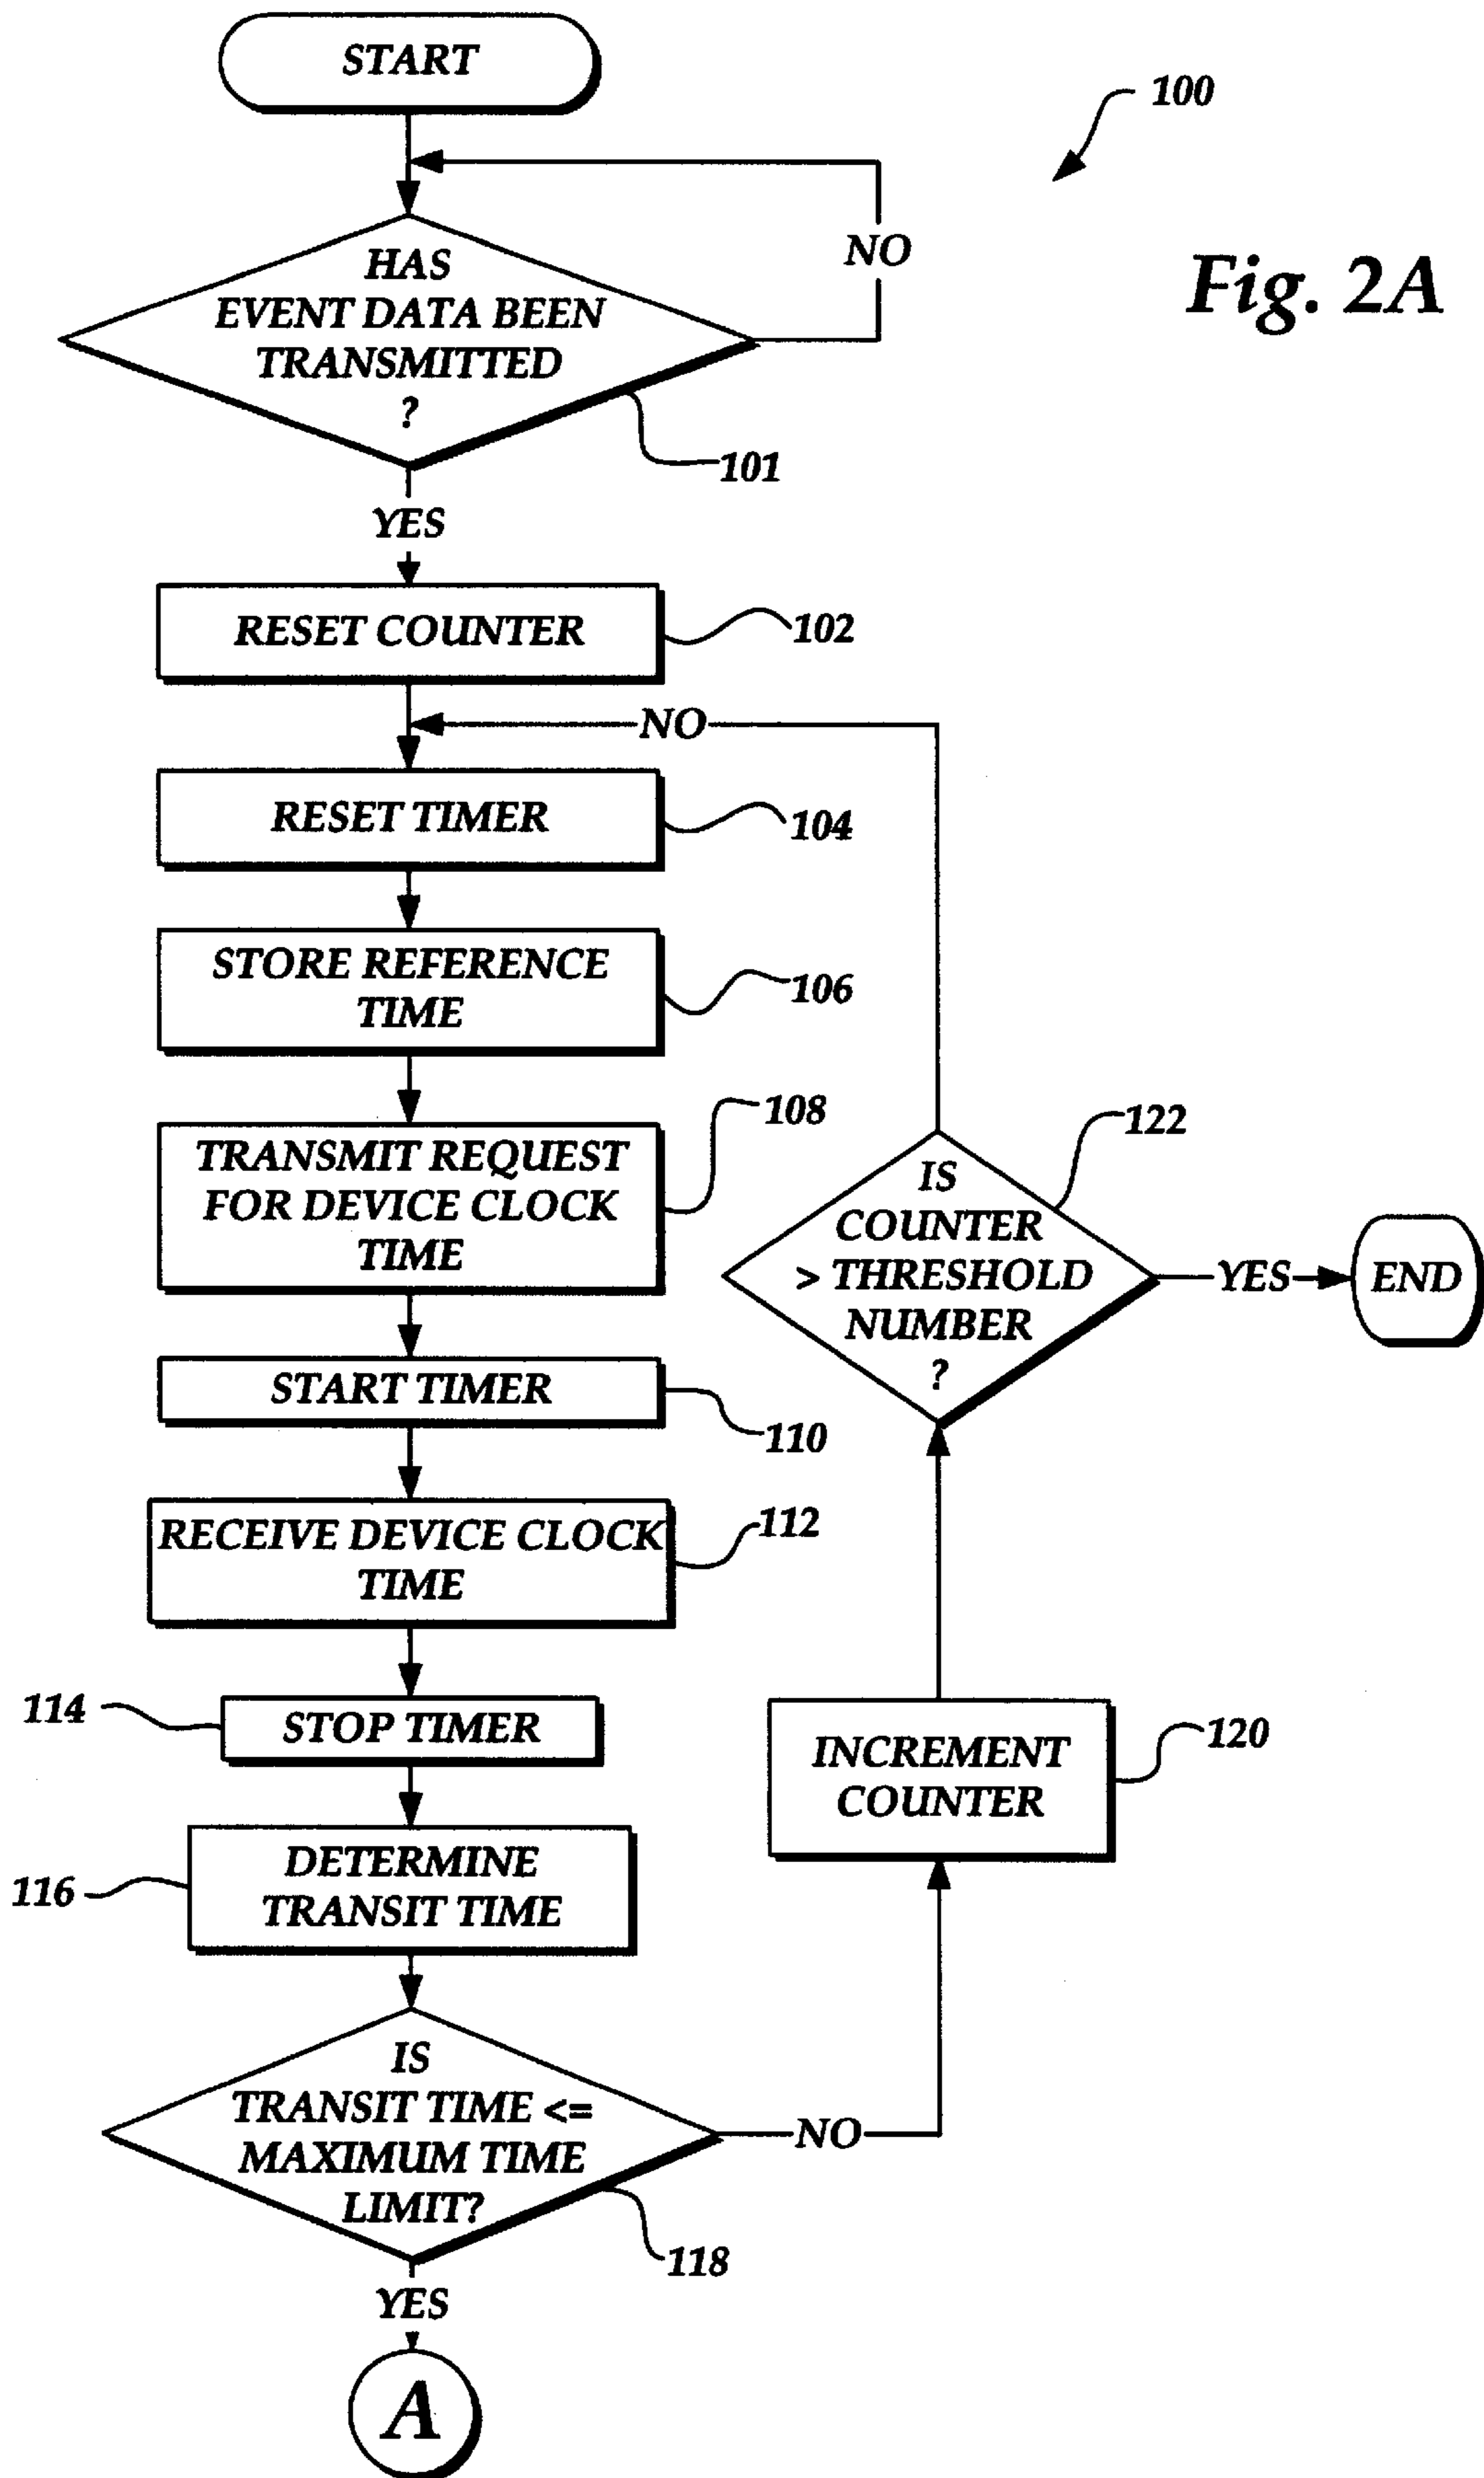 START
100
Fig. 2A
HAS
EVENT DATA BEEN
TRANSMITTED
?
NO
101
YES
RESET COUNTER
102
NO
RESET TIMER
104
STORE REFERENCE
TIME
106
TRANSMIT REQUEST
FOR DEVICE CLOCK
TIME
108
START TIMER
110
RECEIVE DEVICE CLOCK
TIME
112
STOP TIMER
114
DETERMINE
TRANSIT TIME
116
IS
TRANSIT TIME <=
MAXIMUM TIME
LIMIT?
118
NO
YES
A
INCREMENT
COUNTER
120
IS
COUNTER
> THRESHOLD
NUMBER
?
122
YES
END